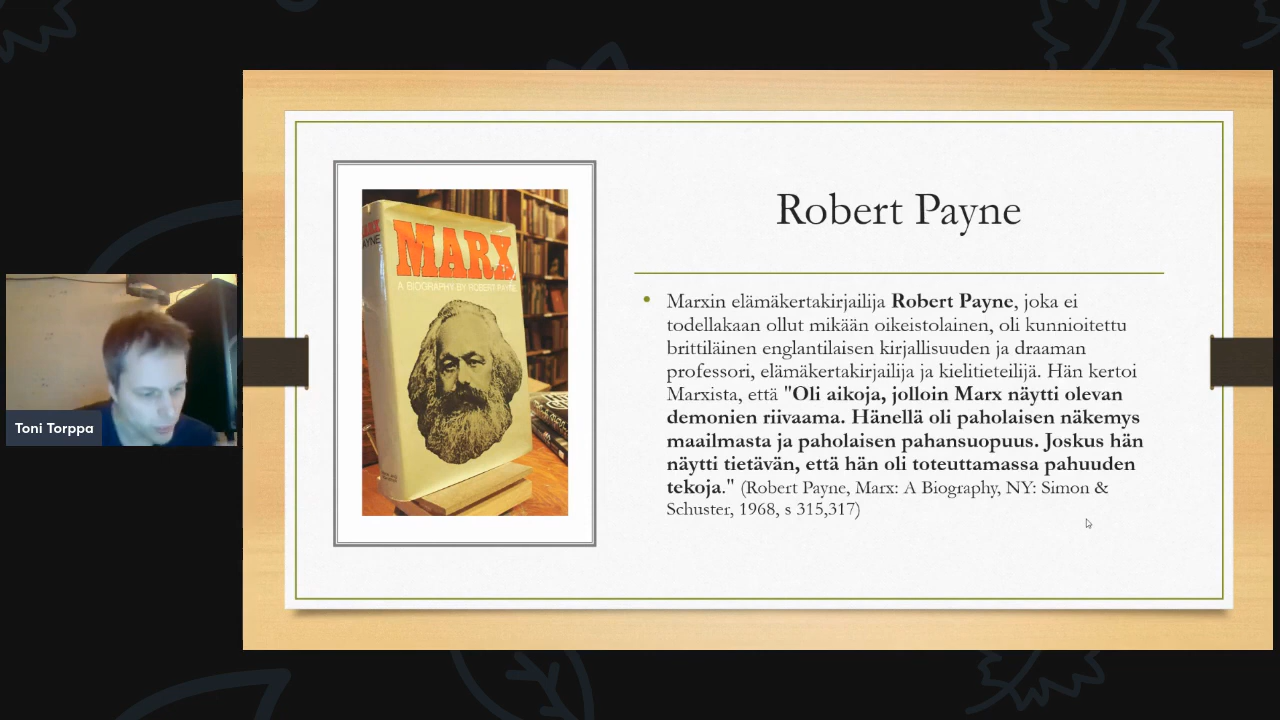 MARX
A BIOGRAPHY BY ROBERT PAYNE
Toni Torppa
Robert Payne
Marxin elämäkertakirjailija Robert Payne, joka ei
todellakaan ollut mikään oikeistolainen, oli kunnioitettu
brittiläinen englantilaisen kirjallisuuden ja draaman
professori, elämäkertakirjailija ja kielitieteilijä. Hän kertoi
Marxista, että "Oli aikoja, jolloin Marx näytti olevan
demonien riivaama. Hänellä oli paholaisen näkemys
maailmasta ja paholaisen pahansuopuus. Joskus hän
näytti tietävän, että hän oli toteuttamassa pahuuden
tekoja." (Robert Payne, Marx: A Biography, NY: Simon &
Schuster, 1968, s 315,317)